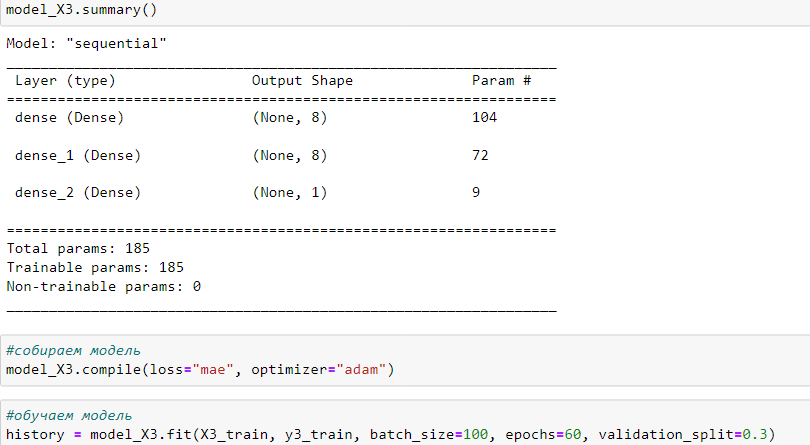 model_X3.summary()
Model: "sequential"
_________________________________________________________________
Layer (type) Output Shape Param #
=================================================================
dense (Dense) (None, 8) 104
dense_1 (Dense) (None, 8) 72
dense_2 (Dense) (None, 1) 9
=================================================================
Total params: 185
Trainable params: 185
Non-trainable params: 0
_________________________________________________________________
#собираем модель
model_X3.compile(loss="mae", optimizer="adam")
#обучаем модель
history = model_X3.fit(X3_train, y3_train, batch_size=100, epochs=60, validation_split=0.3)